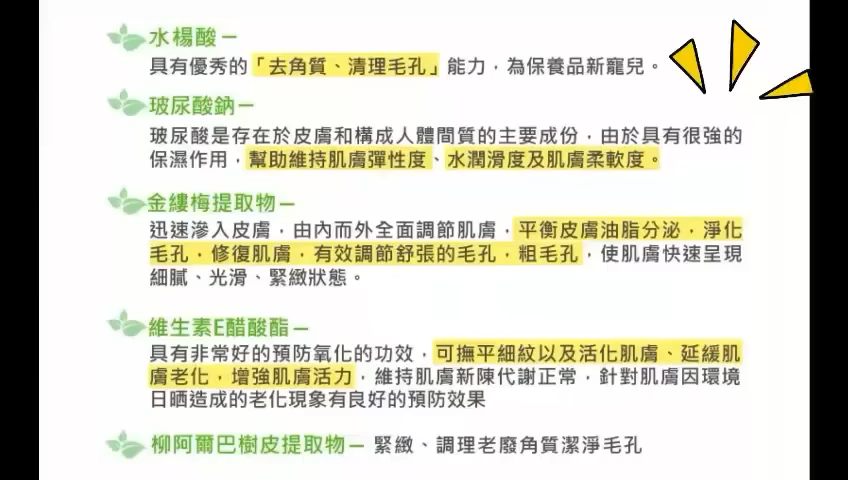 水楊酸－
具有優秀的「去角質、清理毛孔」能力，為保養品新寵兒。
玻尿酸鈉－
玻尿酸是存在於皮膚和構成人體間質的主要成份，由於具有很強的
保濕作用，幫助維持肌膚彈性度、水潤滑度及肌膚柔軟度。
金縷梅提取物－
迅速滲入皮膚，由內而外全面調節肌膚，平衡皮膚油脂分泌，淨化
毛孔，修復肌膚，有效調節舒張的毛孔，粗毛孔，使肌膚快速呈現
細膩、光滑、緊緻狀態。
維生素E醋酸酯－
具有非常好的預防氧化的功效，可撫平細紋以及活化肌膚、延緩肌
膚老化，增強肌膚活力，維持肌膚新陳代謝正常，針對肌膚因環境
日晒造成的老化現象有良好的預防效果
柳阿爾巴樹皮提取物－緊緻、調理老廢角質潔淨毛孔